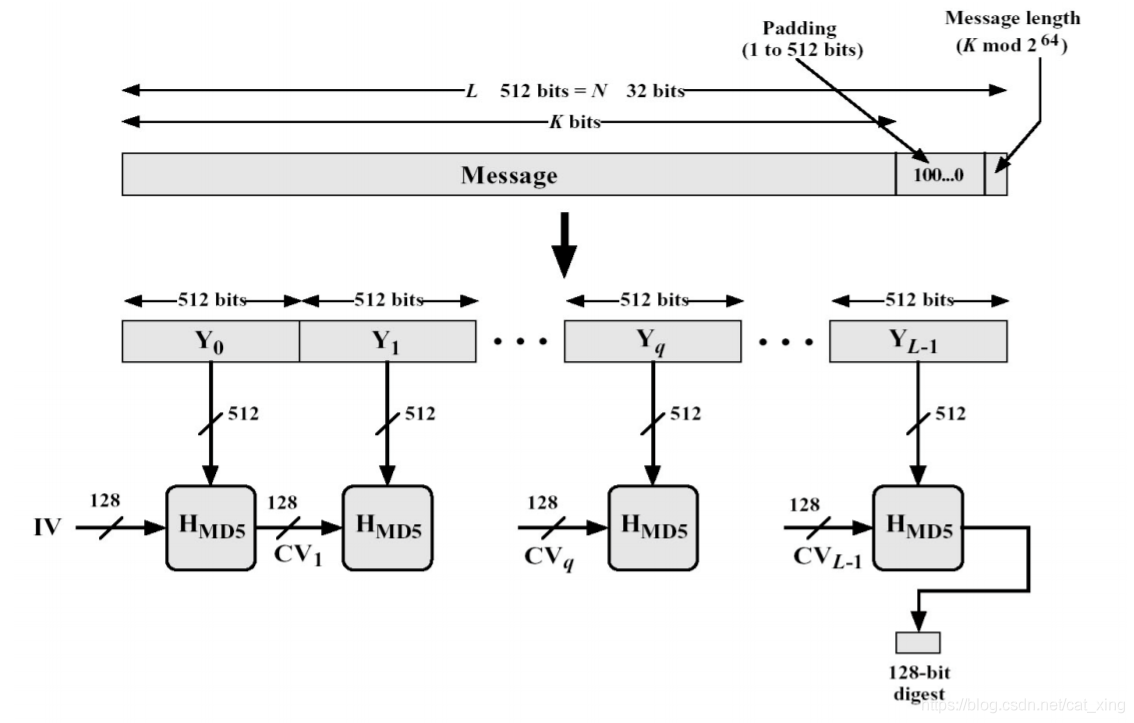 Padding
(1 to 512 bits)
Message length
(K mod 2^64)
L 512 bits = N 32 bits
K bits
Message
100...0
512 bits
512 bits
512 bits
512 bits
Y0
Y1
• • •
Yq
• • •
YL-1
512
512
512
512
IV
128
HMD5
128
CV1
HMD5
128
CVq
HMD5
128
CVL-1
HMD5
128-bit
digest
https://blog.csdn.net/cat_xing